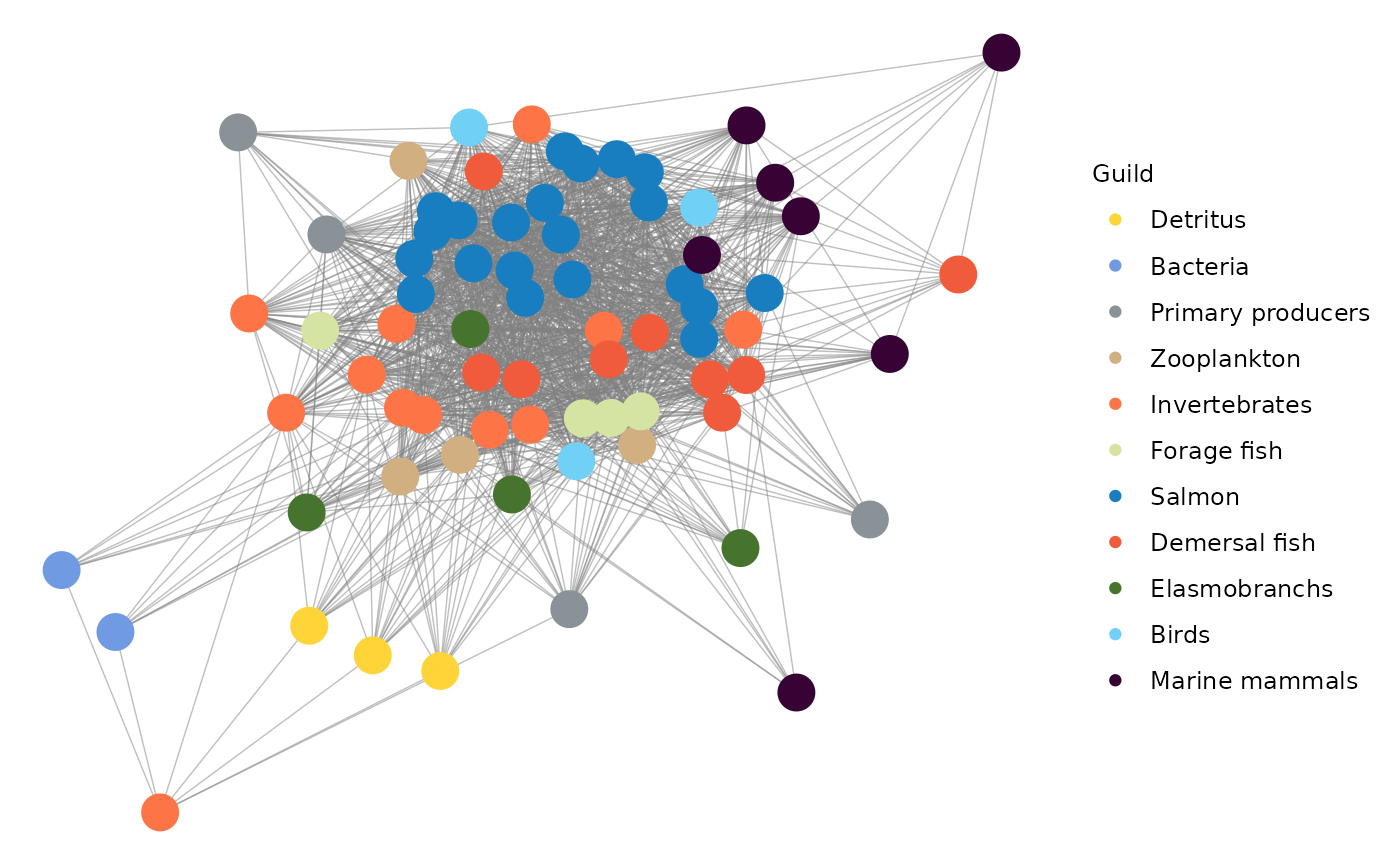 Guild
Detritus
Bacteria
Primary producers
Zooplankton
Invertebrates
Forage fish
Salmon
Demersal fish
Elasmobranchs
Birds
Marine mammals